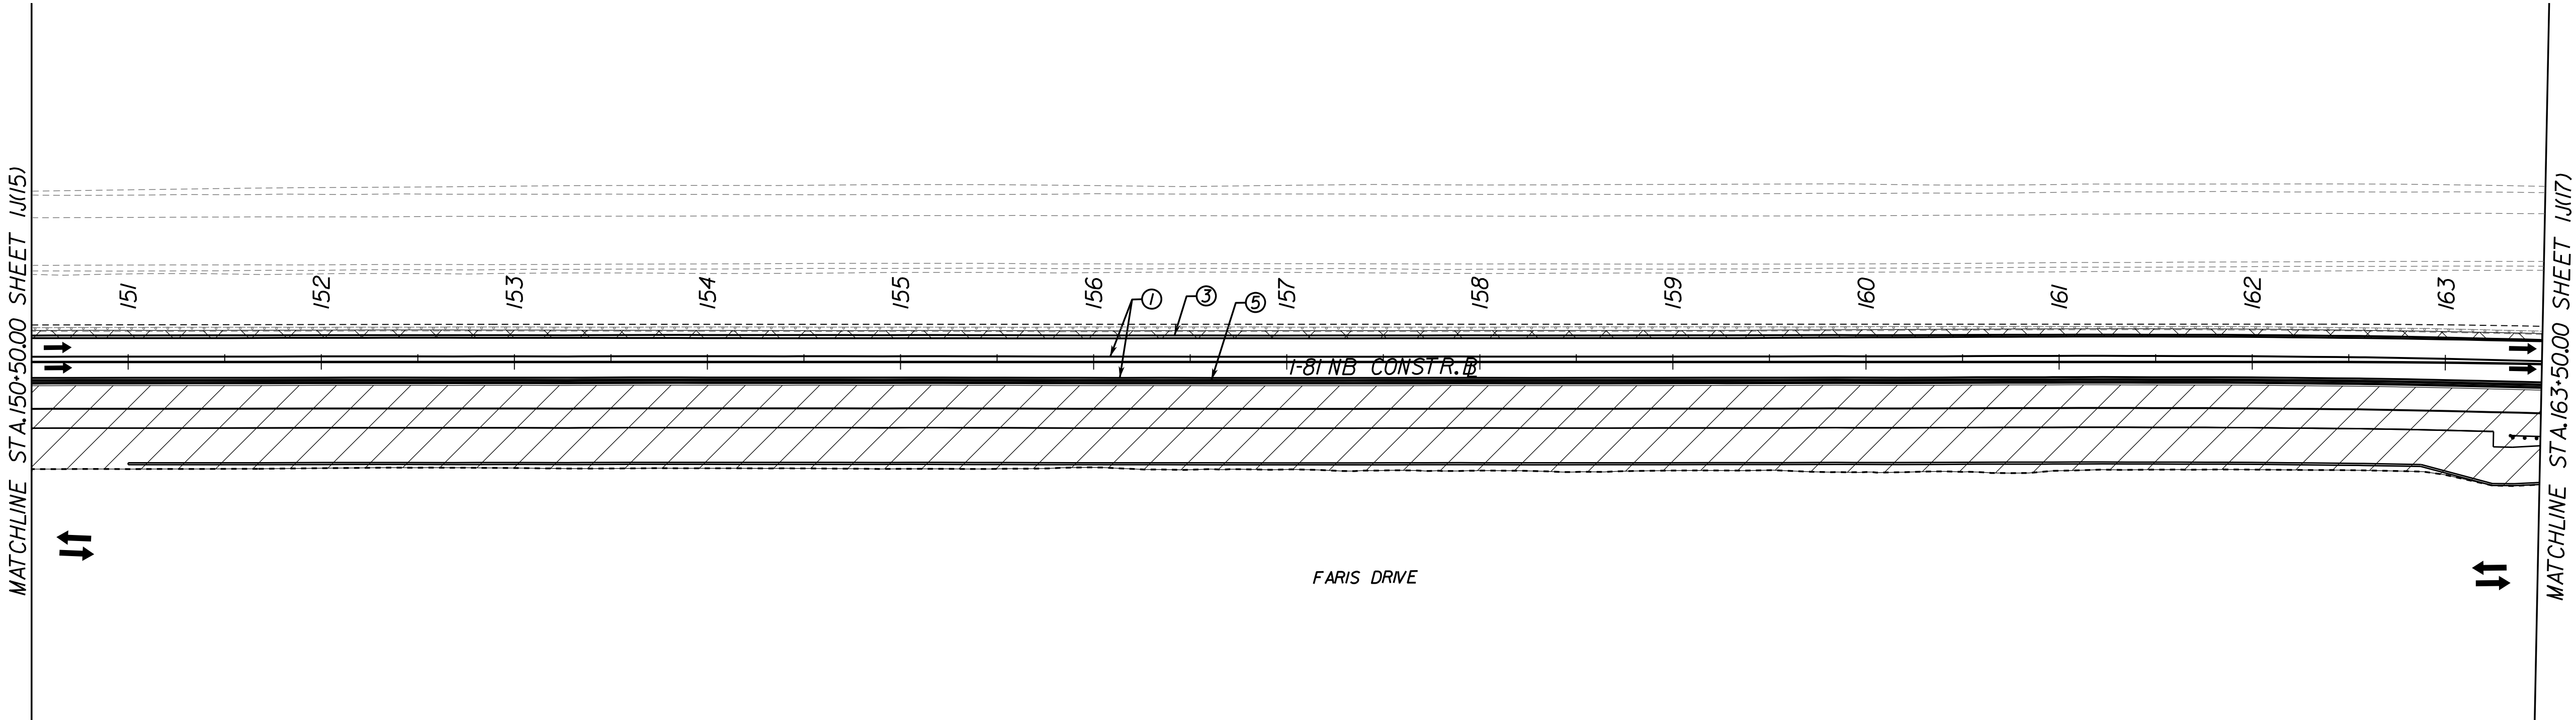 MATCHLINE STA. 150+50.00 SHEET 1J(15)
151 152 153 154 155 156 157 158 159 160 161 162 163
1 3 5
I-81 NB CONSTR. BL
FARIS DRIVE
MATCHLINE STA. 163+50.00 SHEET 1J(17)